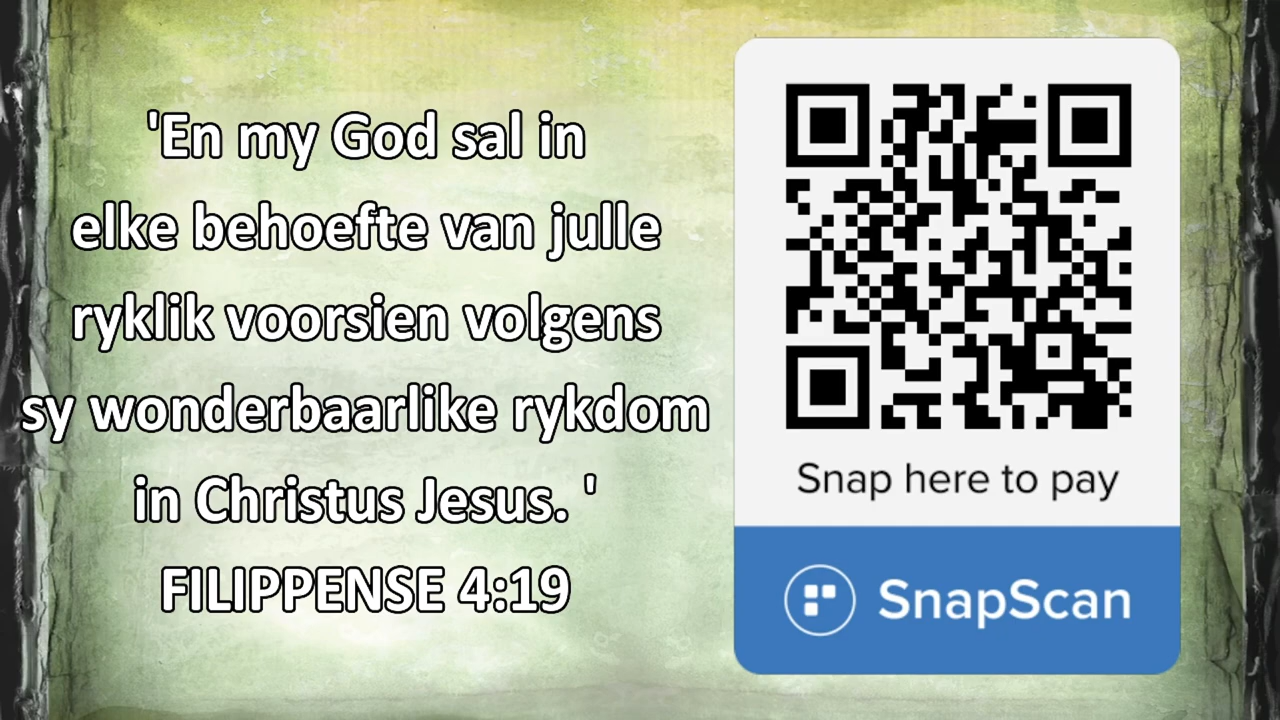 'En my God sal in
elke behoefte van julle
ryklik voorsien volgens
sy wonderbaarlike rykdom
in Christus Jesus. '
FILIPPENSE 4:19
Snap here to pay
SnapScan